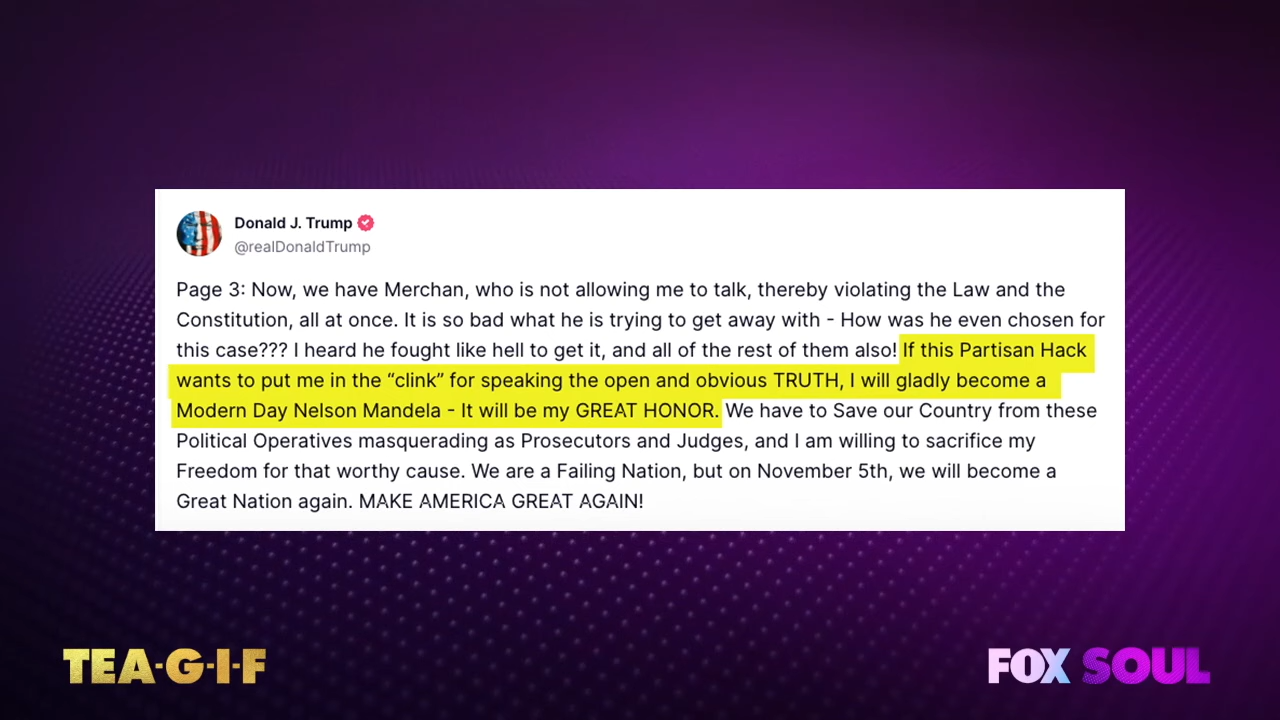 Donald J. Trump
@realDonaldTrump
Page 3: Now, we have Merchan, who is not allowing me to talk, thereby violating the Law and the
Constitution, all at once. It is so bad what he is trying to get away with - How was he even chosen for
this case??? I heard he fought like hell to get it, and all of the rest of them also! If this Partisan Hack
wants to put me in the “clink” for speaking the open and obvious TRUTH, I will gladly become a
Modern Day Nelson Mandela - It will be my GREAT HONOR. We have to Save our Country from these
Political Operatives masquerading as Prosecutors and Judges, and I am willing to sacrifice my
Freedom for that worthy cause. We are a Failing Nation, but on November 5th, we will become a
Great Nation again. MAKE AMERICA GREAT AGAIN!
TEA-G-I-F
FOX SOUL